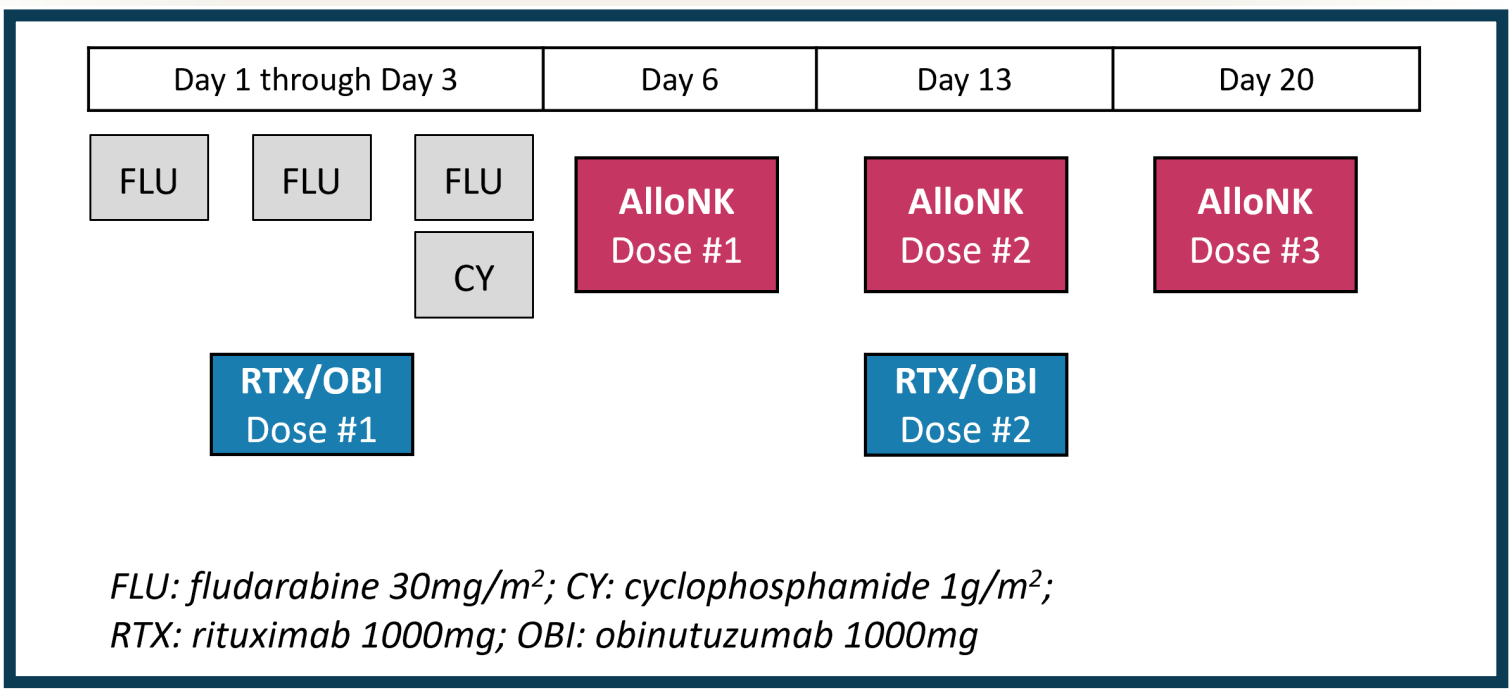 Day 1 through Day 3
Day 6
Day 13
Day 20
FLU
FLU
FLU
CY
AlloNK
Dose #1
AlloNK
Dose #2
AlloNK
Dose #3
RTX/OBI
Dose #1
RTX/OBI
Dose #2
FLU: fludarabine 30mg/m²; CY: cyclophosphamide 1g/m²;
RTX: rituximab 1000mg; OBI: obinutuzumab 1000mg